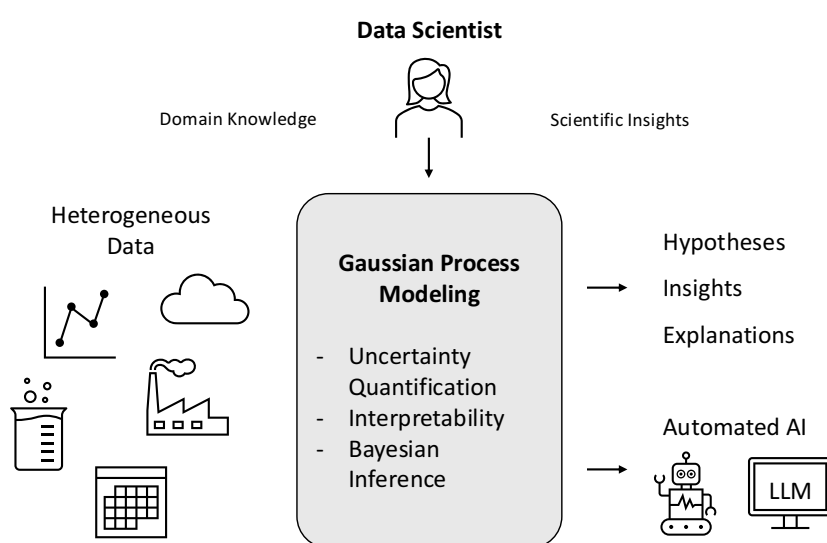 Data Scientist
Domain Knowledge
Scientific Insights
Heterogeneous
Data
Gaussian Process
Modeling
- Uncertainty
Quantification
- Interpretability
- Bayesian
Inference
Hypotheses
Insights
Explanations
Automated AI
LLM